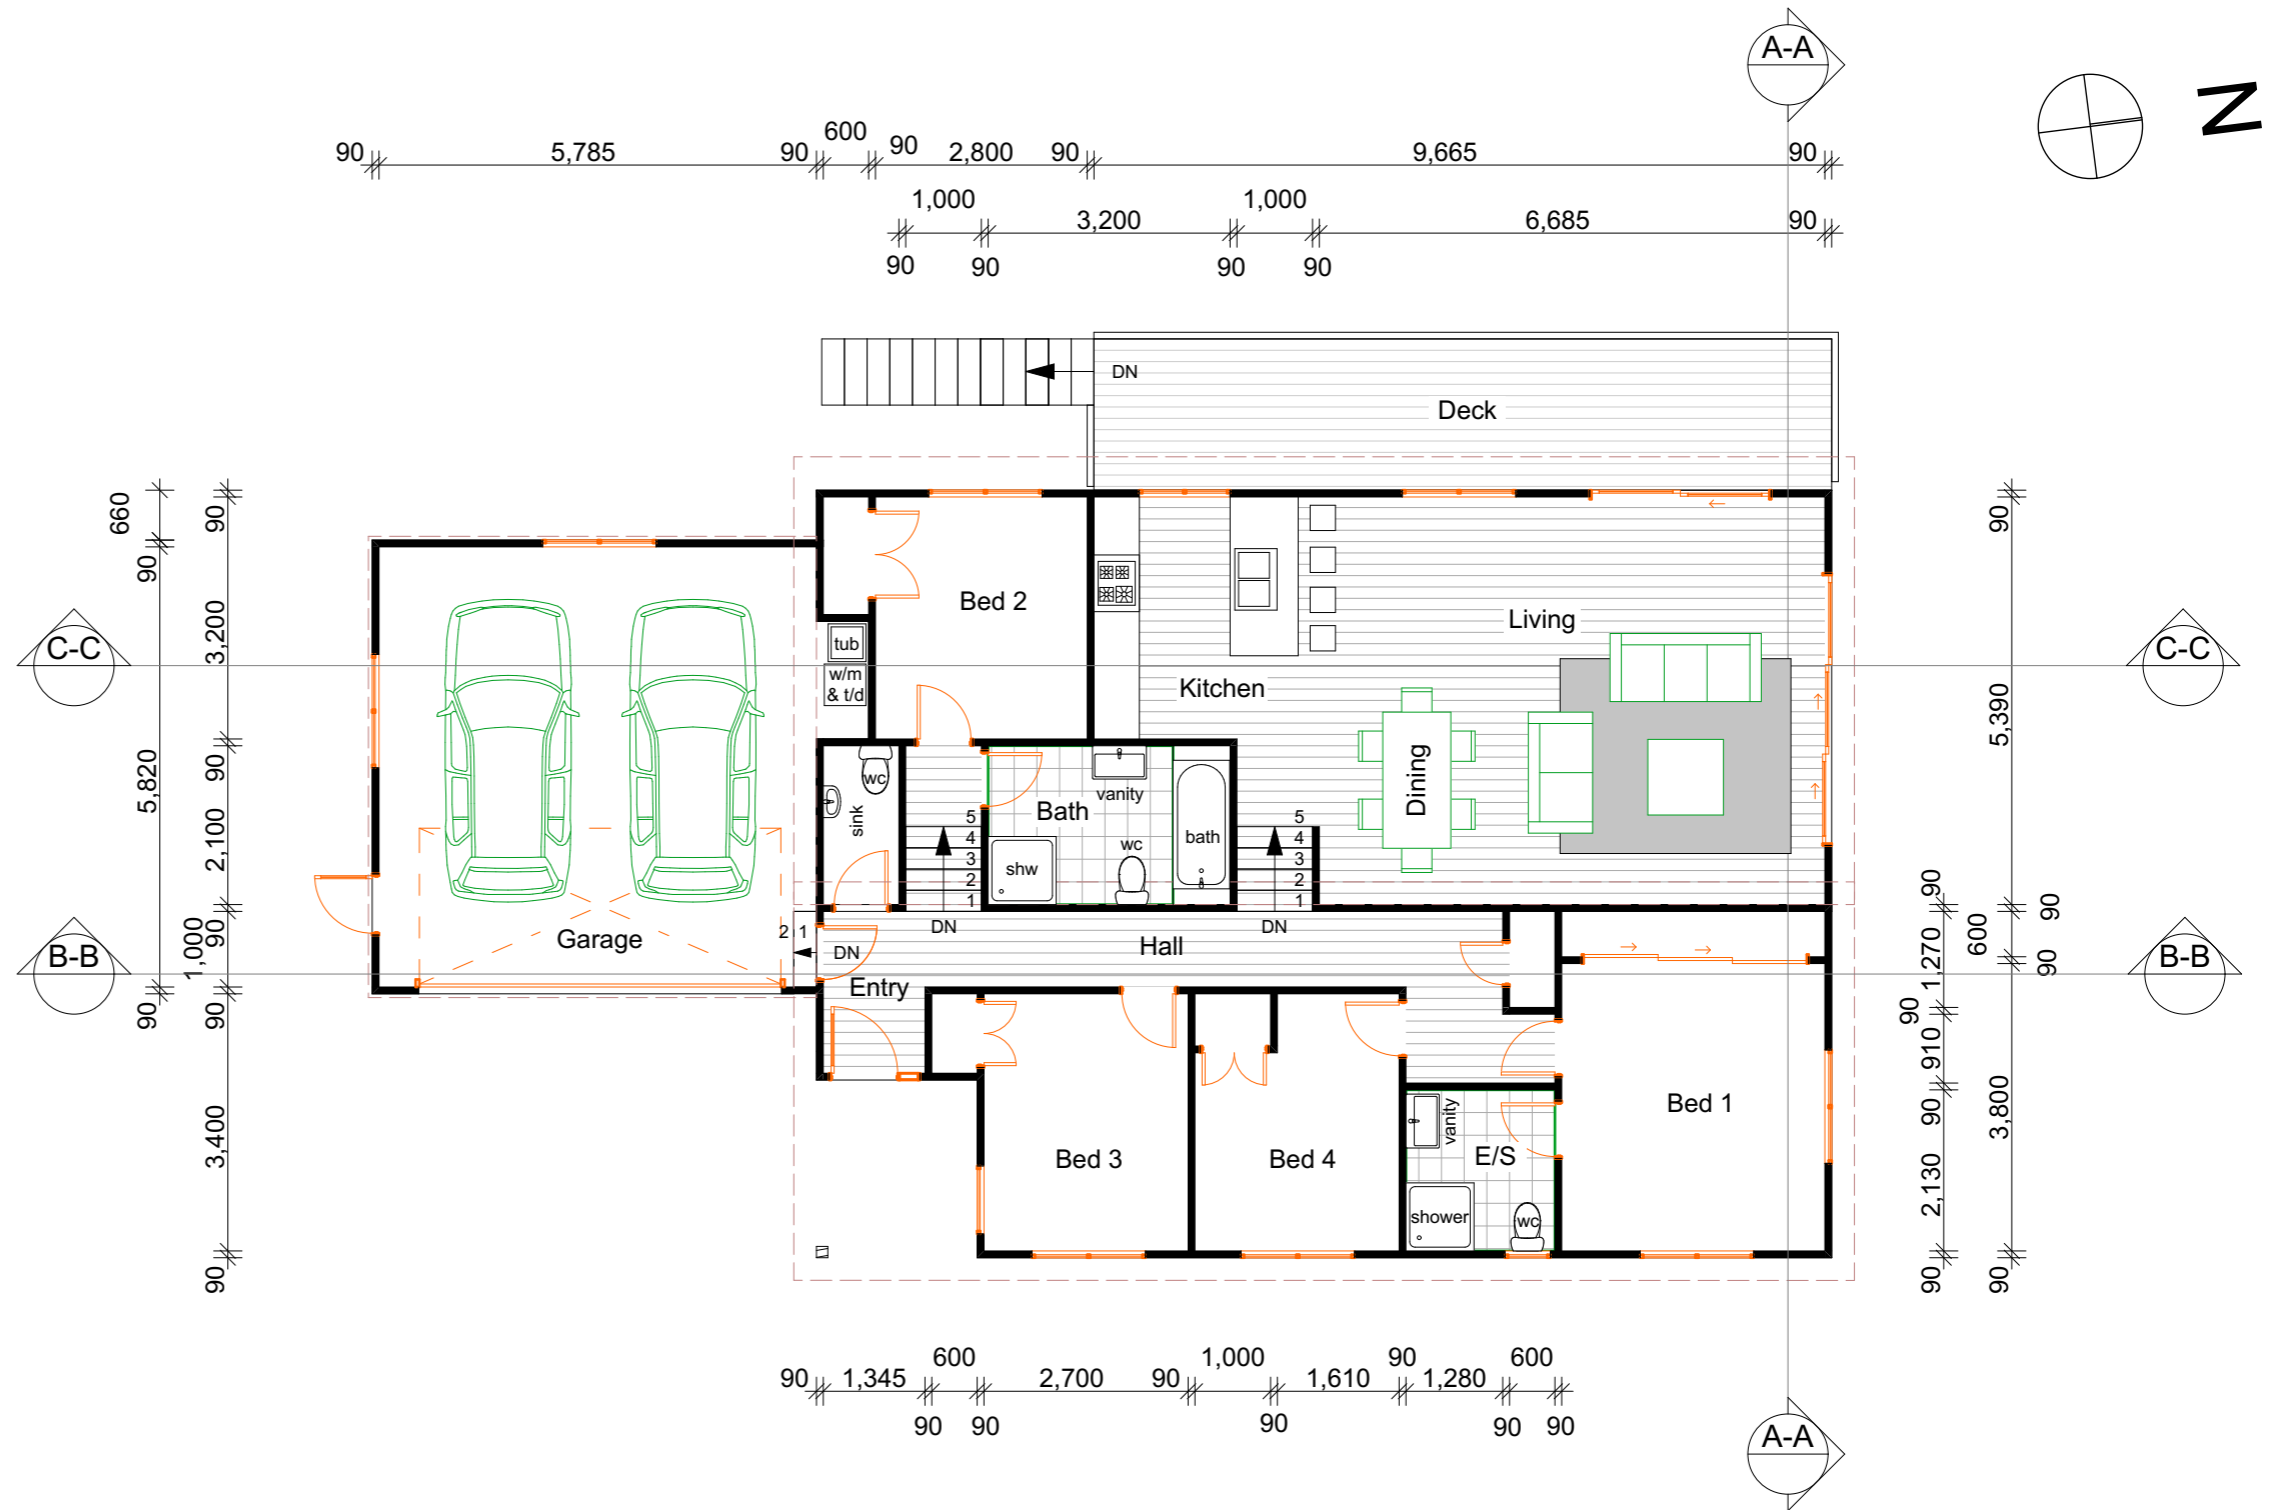 A-A
N
600
90 5,785 90 90 2,800 90 9,665 90
1,000 1,000
3,200 6,685 90
90 90 90 90
DN
Deck
660
90
90
90
3,200
5,820
90
2,100
90
1,000
90
90
3,400
90
C-C
B-B
Bed 2
tub
w/m
& t/d
Kitchen
Living
Dining
wc
sink
5
4
3
2
1
DN
Bath
vanity
wc
shw
bath
5
4
3
2
1
DN
Garage
2 1
DN
Hall
Entry
Bed 3
Bed 4
vanity
E/S
shower
wc
Bed 1
C-C
B-B
90
5,390
90
90
600
1,270
90
90
910
90
3,800
2,130
90
90
600 1,000 90 600
90 1,345 2,700 90 1,610 1,280
90 90 90 90 90
A-A